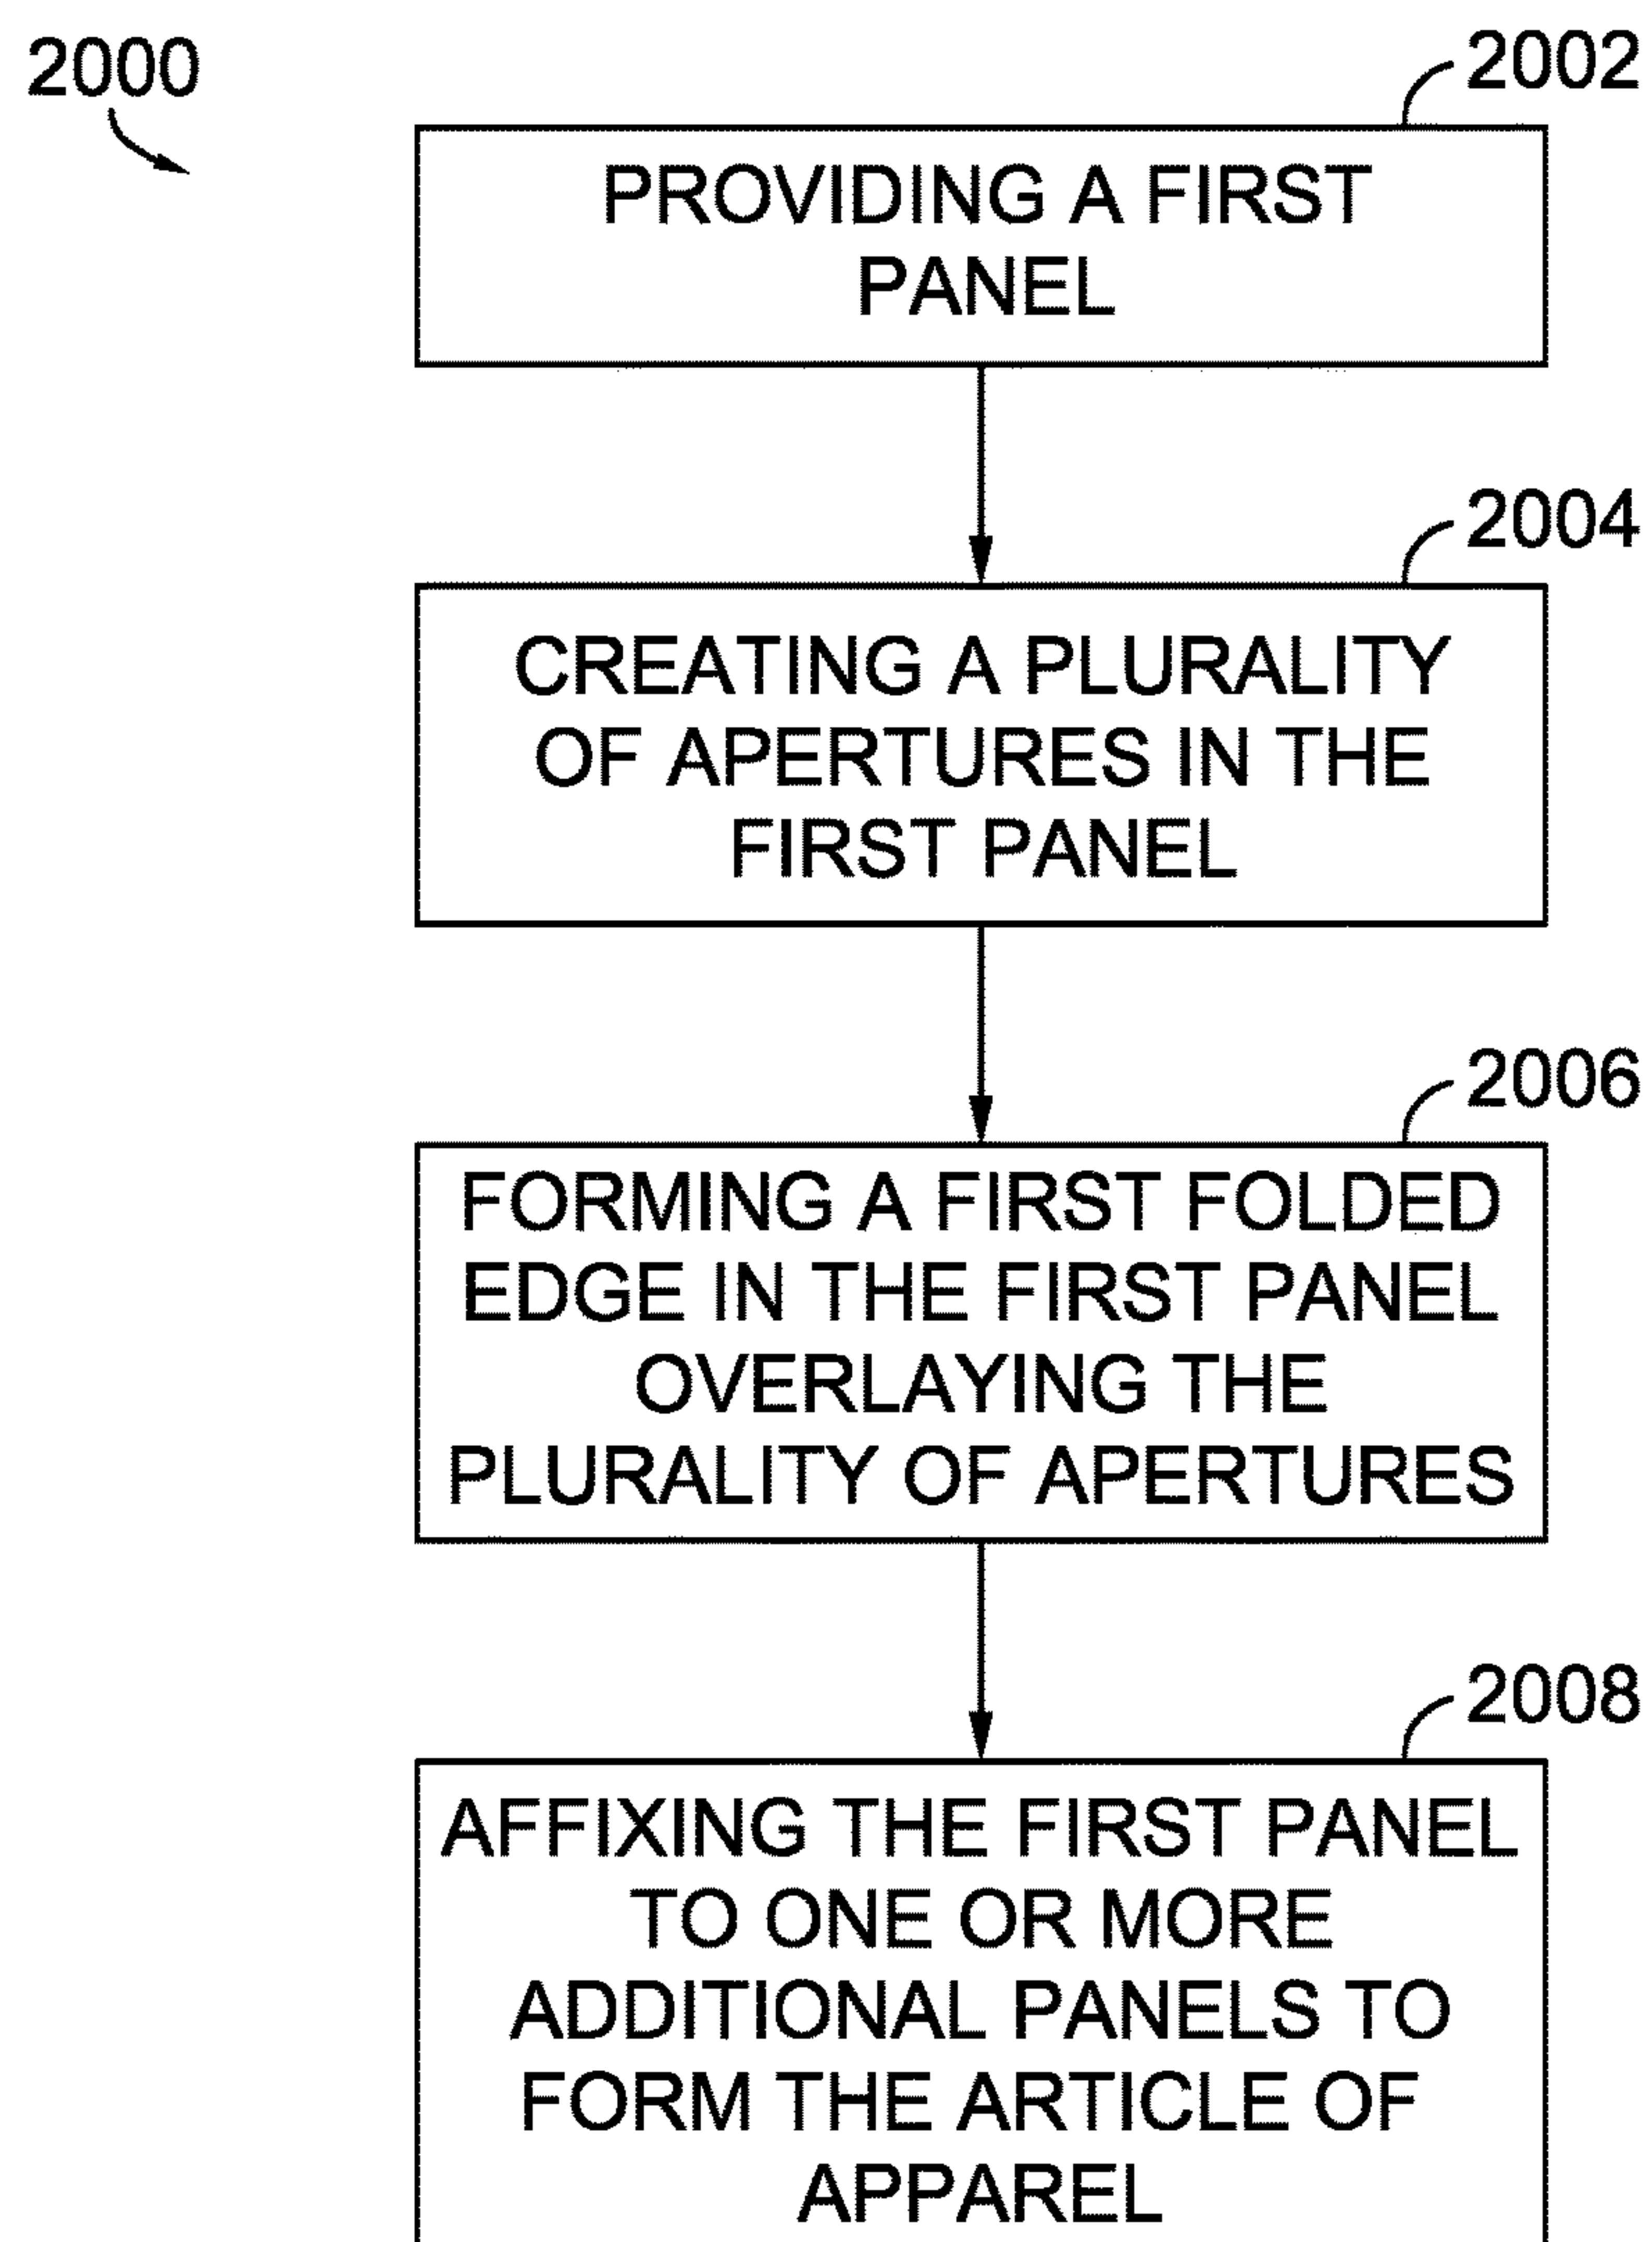 2000
2002
PROVIDING A FIRST
PANEL
2004
CREATING A PLURALITY
OF APERTURES IN THE
FIRST PANEL
2006
FORMING A FIRST FOLDED
EDGE IN THE FIRST PANEL
OVERLAYING THE
PLURALITY OF APERTURES
2008
AFFIXING THE FIRST PANEL
TO ONE OR MORE
ADDITIONAL PANELS TO
FORM THE ARTICLE OF
APPAREL